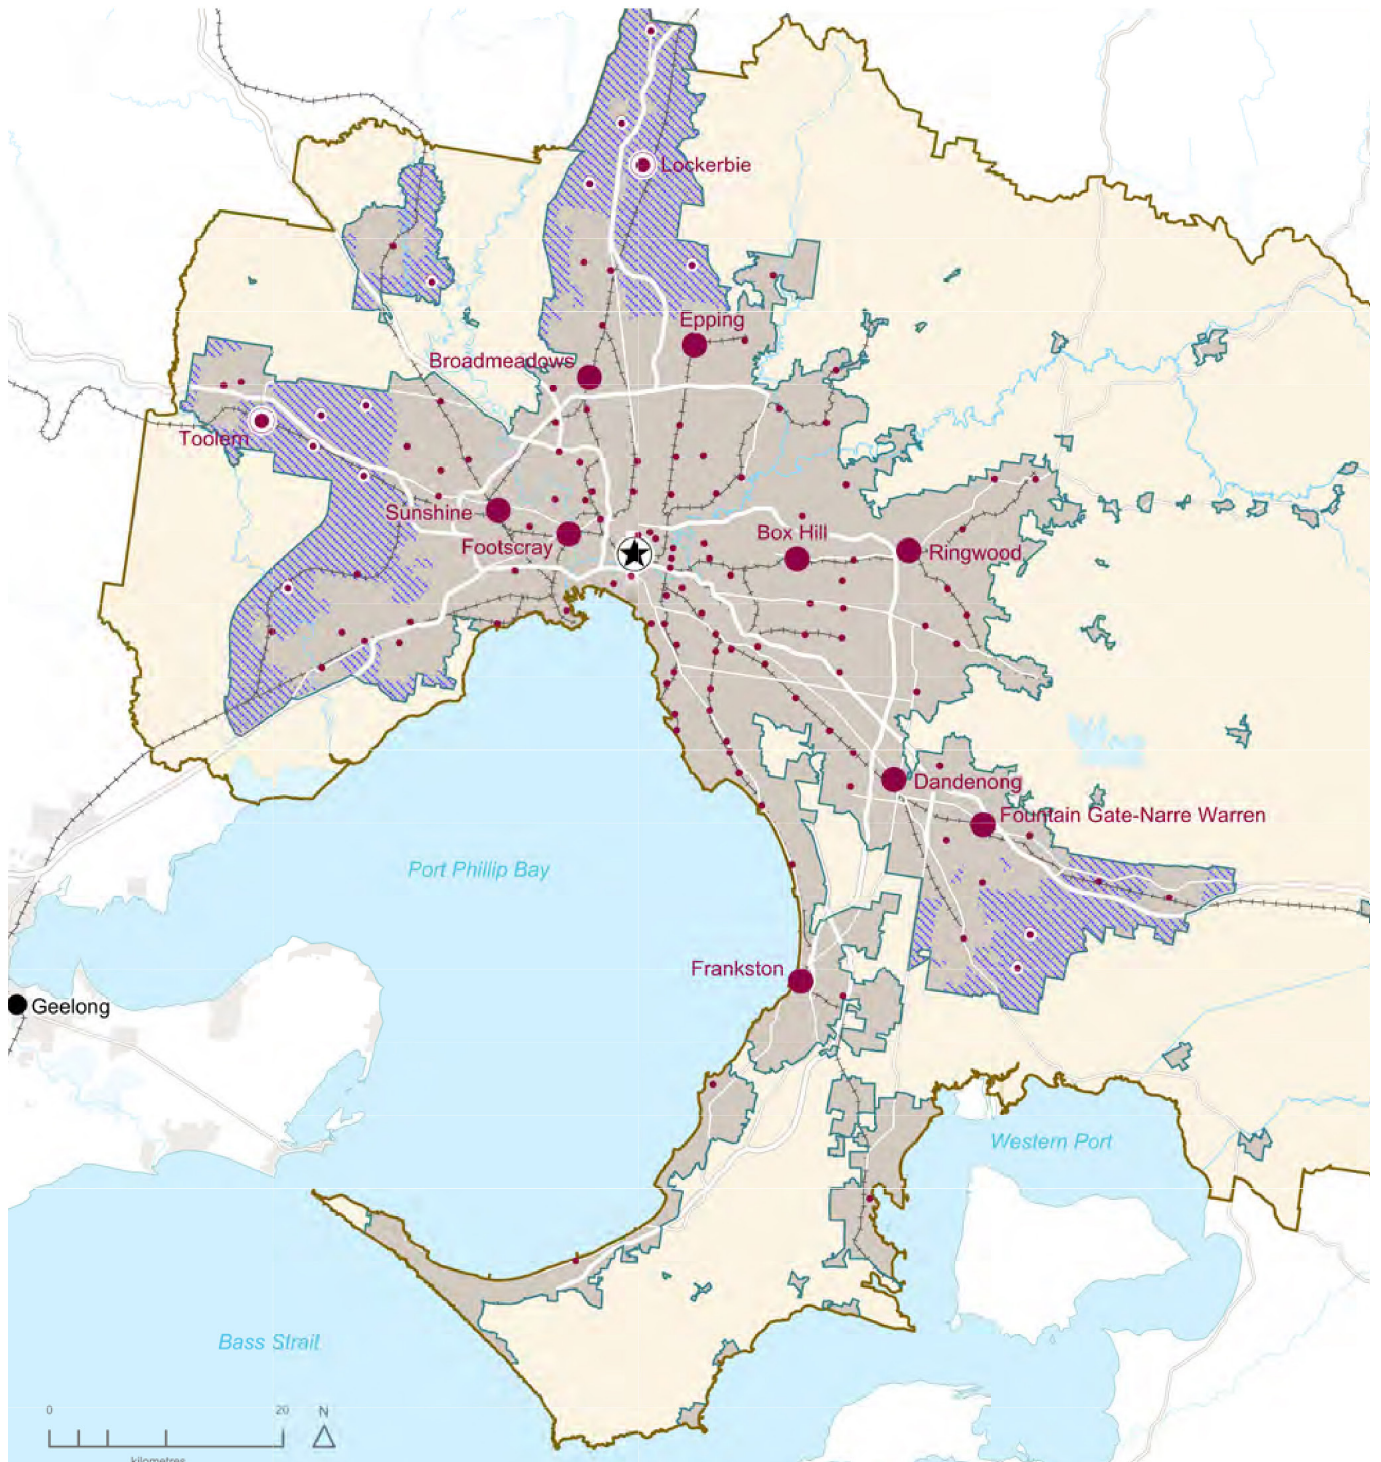 Lockerbie
Epping
Broadmeadows
Toolern
Sunshine
Footscray
Box Hill
Ringwood
Dandenong
Fountain Gate-Narre Warren
Port Phillip Bay
Frankston
Geelong
Western Port
Bass Strait
0 20 N
kilometres